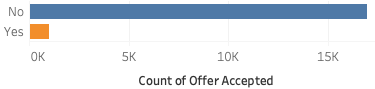 No
Yes
0K 5K 10K 15K
Count of Offer Accepted